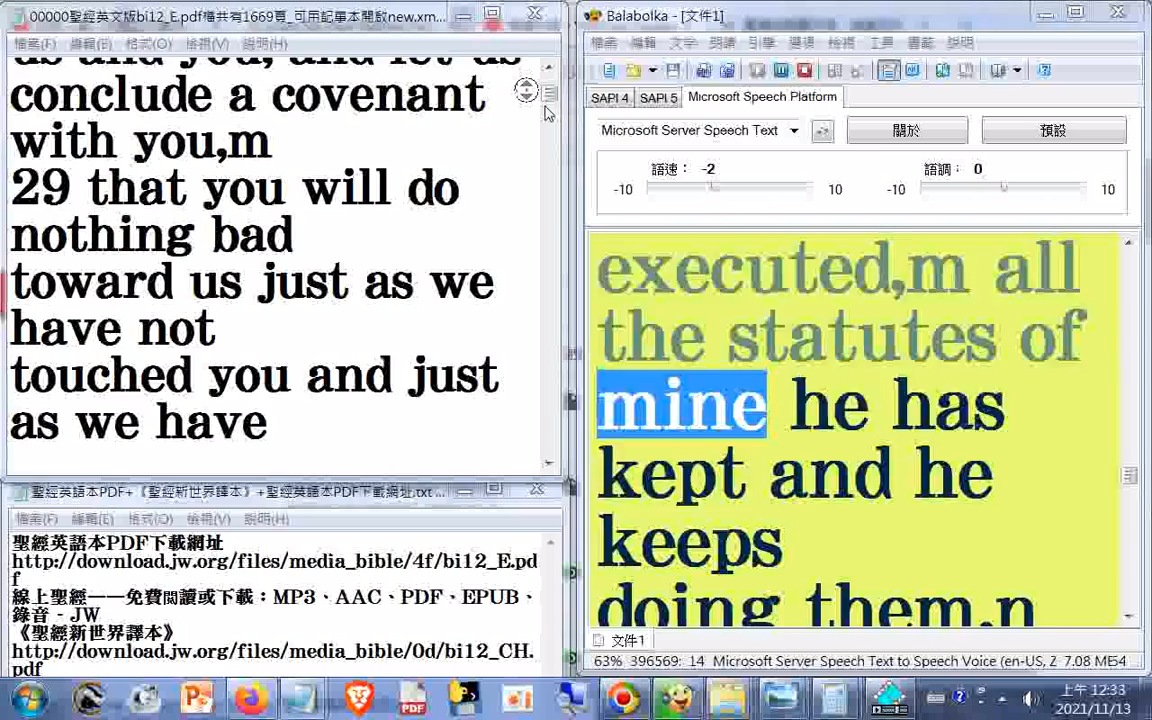 00000聖經英文版bi12_E.pdf檔共有1669頁_可用記事本開啟new.xm...
檔案(F) 編輯(E) 格式(O) 檢視(V) 說明(H)
us and you, and let us
conclude a covenant
with you,m
29 that you will do
nothing bad
toward us just as we
have not
touched you and just
as we have
聖經英語本PDF+《聖經新世界譯本》+聖經英語本PDF下載網址.txt ...
檔案(F) 編輯(E) 格式(O) 檢視(V) 說明(H)
聖經英語本PDF下載網址
http://download.jw.org/files/media_bible/4f/bi12_E.pd
f
線上聖經——免費閱讀或下載：MP3、AAC、PDF、EPUB、
錄音 - JW
《聖經新世界譯本》
http://download.jw.org/files/media_bible/0d/bi12_CH.
pdf
Balabolka - [文件1]
檔案 編輯 文字 朗讀 引擎 選項 檢視 工具 書籤 說明
SAPI 4 SAPI 5 Microsoft Speech Platform
Microsoft Server Speech Text 關於 預設
語速： -2 語調： 0
-10 10 -10 10
executed,m all
the statutes of
mine he has
kept and he
keeps
doing them,n
文件1
63% 396569: 14 Microsoft Server Speech Text to Speech Voice (en-US, Z 7.08 ME54
PDF
上午 12:33
2021/11/13